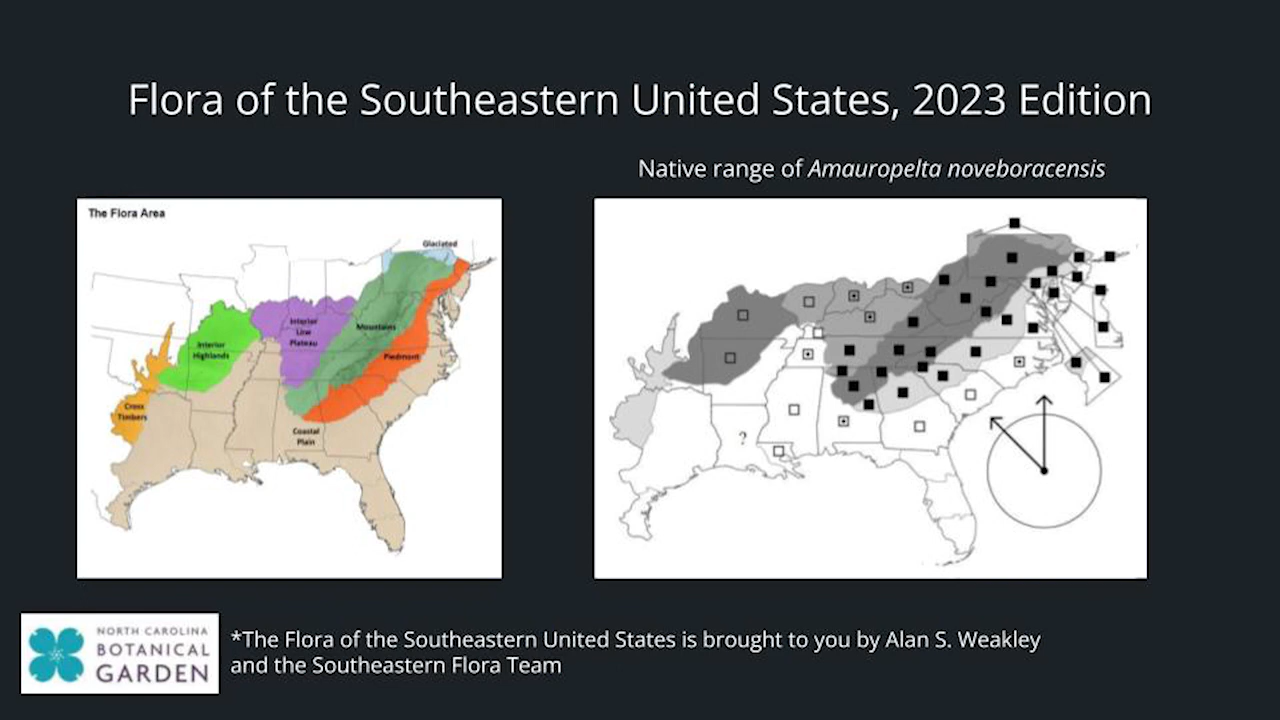 Flora of the Southeastern United States, 2023 Edition
Native range of Amauropelta noveboracensis
The Flora Area
Glaciated
Interior
Low
Plateau
Mountains
Interior
Highlands
Piedmont
Cross
Timbers
Coastal
Plain
?
NORTH CAROLINA
BOTANICAL
GARDEN
*The Flora of the Southeastern United States is brought to you by Alan S. Weakley
and the Southeastern Flora Team